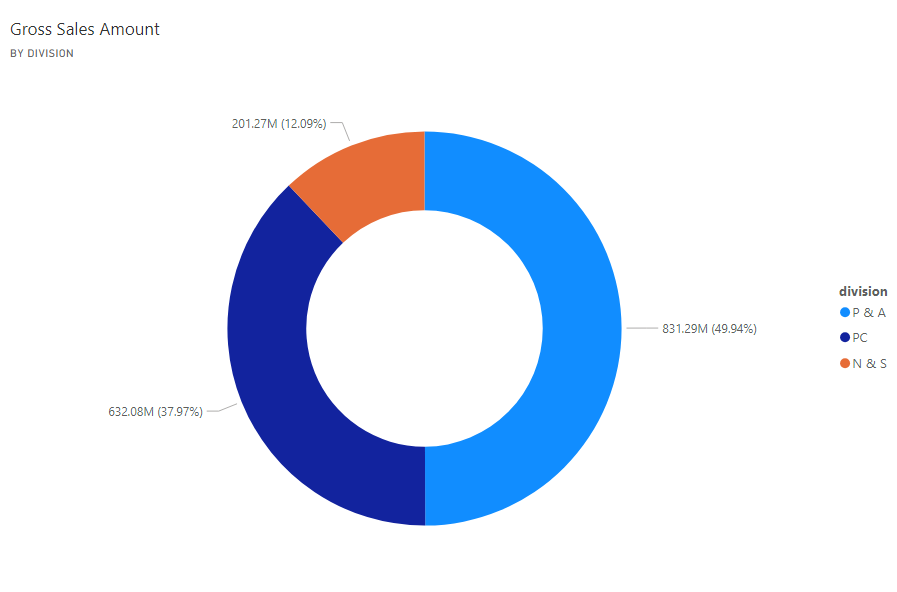 Gross Sales Amount
BY DIVISION
201.27M (12.09%)
831.29M (49.94%)
632.08M (37.97%)
division
P & A
PC
N & S